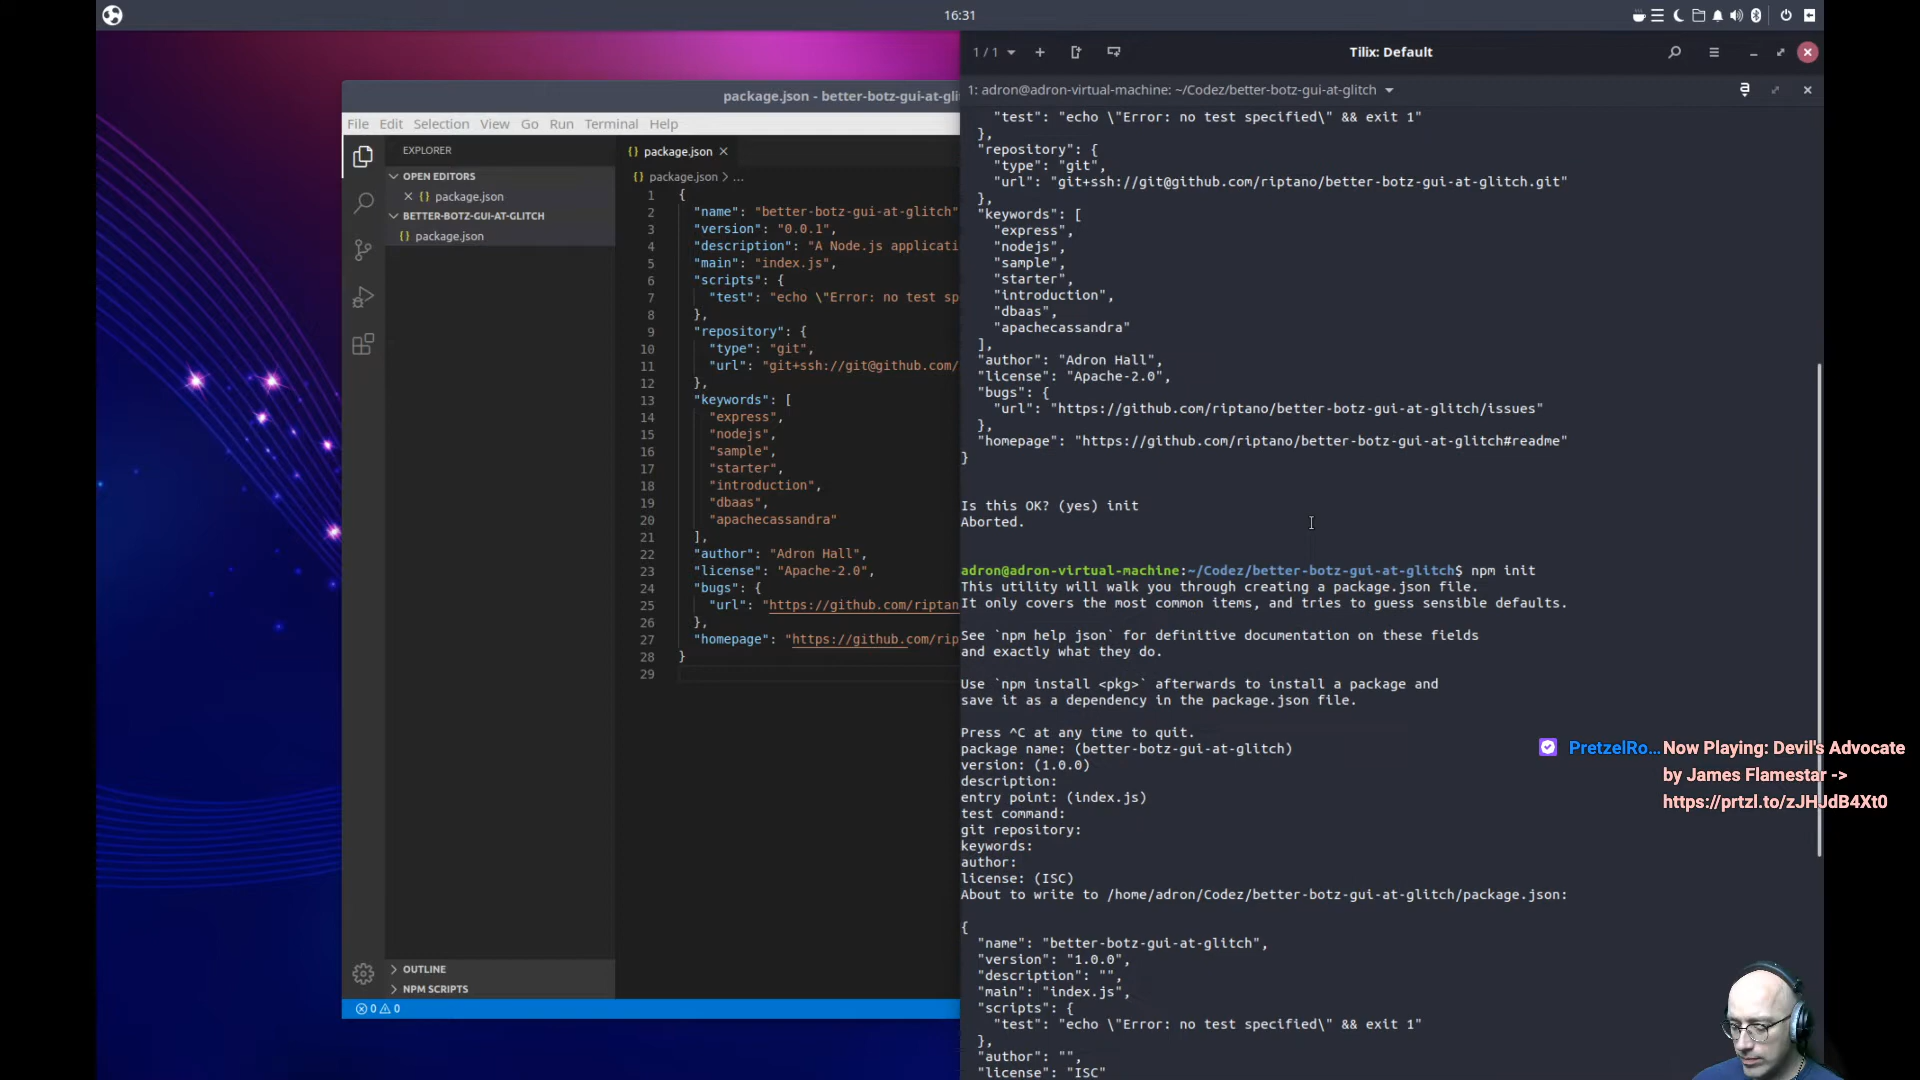 16:31
package.json - better-botz-gui-at-gli
File Edit Selection View Go Run Terminal Help
EXPLORER
OPEN EDITORS
package.json
BETTER-BOTZ-GUI-AT-GLITCH
{} package.json
OUTLINE
NPM SCRIPTS
0 0
{} package.json
{} package.json > ...
1 {
2 "name": "better-botz-gui-at-glitch"
3 "version": "0.0.1",
4 "description": "A Node.js applicati
5 "main": "index.js",
6 "scripts": {
7 "test": "echo \"Error: no test sp
8 },
9 "repository": {
10 "type": "git",
11 "url": "git+ssh://git@github.com/
12 },
13 "keywords": [
14 "express",
15 "nodejs",
16 "sample",
17 "starter",
18 "introduction",
19 "dbaas",
20 "apachecassandra"
21 ],
22 "author": "Adron Hall",
23 "license": "Apache-2.0",
24 "bugs": {
25 "url": "https://github.com/riptan
26 },
27 "homepage": "https://github.com/rip
28 }
29
1 / 1
Tilix: Default
1: adron@adron-virtual-machine: ~/Codez/better-botz-gui-at-glitch
"test": "echo \"Error: no test specified\" && exit 1"
},
"repository": {
"type": "git",
"url": "git+ssh://git@github.com/riptano/better-botz-gui-at-glitch.git"
},
"keywords": [
"express",
"nodejs",
"sample",
"starter",
"introduction",
"dbaas",
"apachecassandra"
],
"author": "Adron Hall",
"license": "Apache-2.0",
"bugs": {
"url": "https://github.com/riptano/better-botz-gui-at-glitch/issues"
},
"homepage": "https://github.com/riptano/better-botz-gui-at-glitch#readme"
}
Is this OK? (yes) init
Aborted.
adron@adron-virtual-machine:~/Codez/better-botz-gui-at-glitch$ npm init
This utility will walk you through creating a package.json file.
It only covers the most common items, and tries to guess sensible defaults.
See `npm help json` for definitive documentation on these fields
and exactly what they do.
Use `npm install <pkg>` afterwards to install a package and
save it as a dependency in the package.json file.
Press ^C at any time to quit.
package name: (better-botz-gui-at-glitch)
version: (1.0.0)
description:
entry point: (index.js)
test command:
git repository:
keywords:
author:
license: (ISC)
About to write to /home/adron/Codez/better-botz-gui-at-glitch/package.json:
{
"name": "better-botz-gui-at-glitch",
"version": "1.0.0",
"description": "",
"main": "index.js",
"scripts": {
"test": "echo \"Error: no test specified\" && exit 1"
},
"author": "",
"license": "ISC"
PretzelRo... Now Playing: Devil's Advocate
by James Flamestar ->
https://prtzl.to/zJHJdB4Xt0